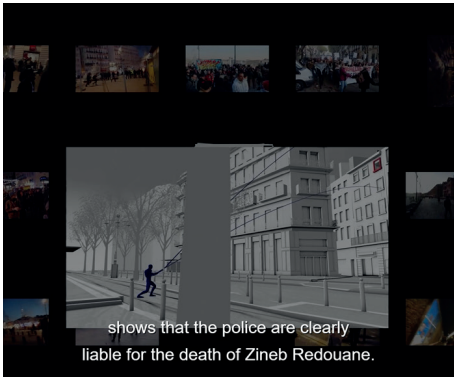 shows that the police are clearly
liable for the death of Zineb Redouane.